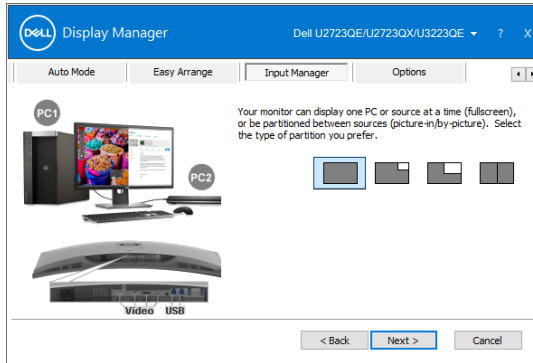 DELL Display Manager
Dell U2723QE/U2723QX/U3223QE ? X
Auto Mode Easy Arrange Input Manager Options
PC1
Your monitor can display one PC or source at a time (fullscreen),
or be partitioned between sources (picture-in/by-picture). Select
the type of partition you prefer.
PC2
Video USB
< Back Next > Cancel